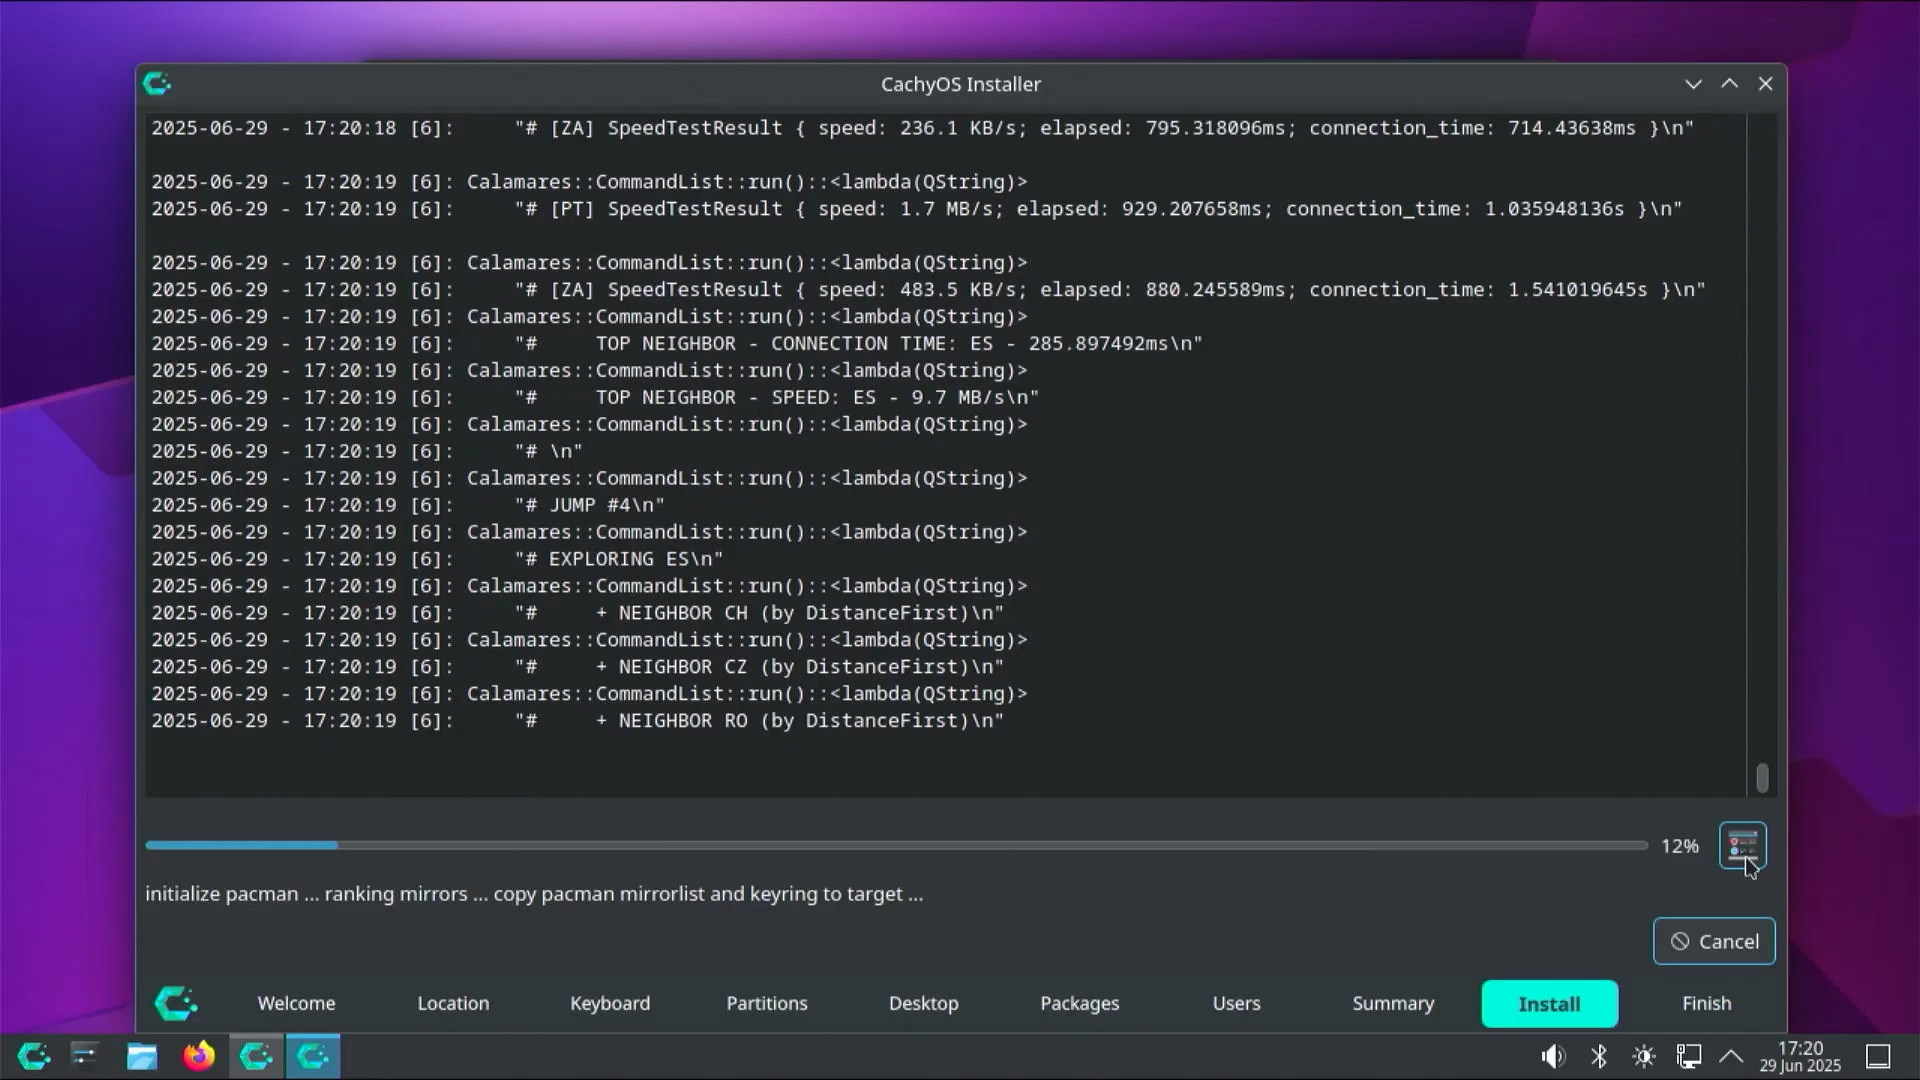 CachyOS Installer
2025-06-29 - 17:20:18 [6]:     "# [ZA] SpeedTestResult { speed: 236.1 KB/s; elapsed: 795.318096ms; connection_time: 714.43638ms }\n"
2025-06-29 - 17:20:19 [6]: Calamares::CommandList::run()::<lambda(QString)>
2025-06-29 - 17:20:19 [6]:     "# [PT] SpeedTestResult { speed: 1.7 MB/s; elapsed: 929.207658ms; connection_time: 1.035948136s }\n"
2025-06-29 - 17:20:19 [6]: Calamares::CommandList::run()::<lambda(QString)>
2025-06-29 - 17:20:19 [6]:     "# [ZA] SpeedTestResult { speed: 483.5 KB/s; elapsed: 880.245589ms; connection_time: 1.541019645s }\n"
2025-06-29 - 17:20:19 [6]: Calamares::CommandList::run()::<lambda(QString)>
2025-06-29 - 17:20:19 [6]:     "#     TOP NEIGHBOR - CONNECTION TIME: ES - 285.897492ms\n"
2025-06-29 - 17:20:19 [6]: Calamares::CommandList::run()::<lambda(QString)>
2025-06-29 - 17:20:19 [6]:     "#     TOP NEIGHBOR - SPEED: ES - 9.7 MB/s\n"
2025-06-29 - 17:20:19 [6]: Calamares::CommandList::run()::<lambda(QString)>
2025-06-29 - 17:20:19 [6]:     "# \n"
2025-06-29 - 17:20:19 [6]: Calamares::CommandList::run()::<lambda(QString)>
2025-06-29 - 17:20:19 [6]:     "# JUMP #4\n"
2025-06-29 - 17:20:19 [6]: Calamares::CommandList::run()::<lambda(QString)>
2025-06-29 - 17:20:19 [6]:     "# EXPLORING ES\n"
2025-06-29 - 17:20:19 [6]: Calamares::CommandList::run()::<lambda(QString)>
2025-06-29 - 17:20:19 [6]:     "#     + NEIGHBOR CH (by DistanceFirst)\n"
2025-06-29 - 17:20:19 [6]: Calamares::CommandList::run()::<lambda(QString)>
2025-06-29 - 17:20:19 [6]:     "#     + NEIGHBOR CZ (by DistanceFirst)\n"
2025-06-29 - 17:20:19 [6]: Calamares::CommandList::run()::<lambda(QString)>
2025-06-29 - 17:20:19 [6]:     "#     + NEIGHBOR RO (by DistanceFirst)\n"
12%
initialize pacman ... ranking mirrors ... copy pacman mirrorlist and keyring to target ...
Cancel
Welcome Location Keyboard Partitions Desktop Packages Users Summary Install Finish
17:20
29 Jun 2025